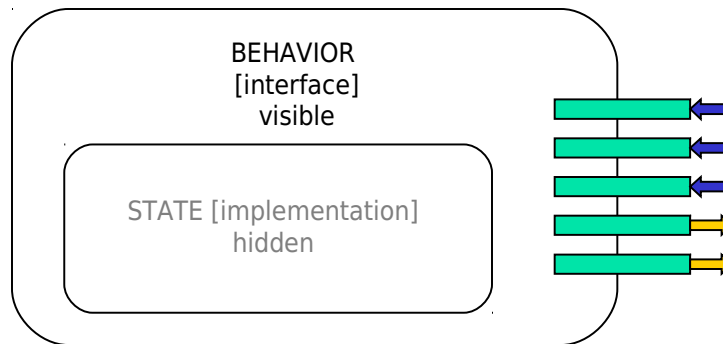 BEHAVIOR
[interface]
visible
STATE [implementation]
hidden